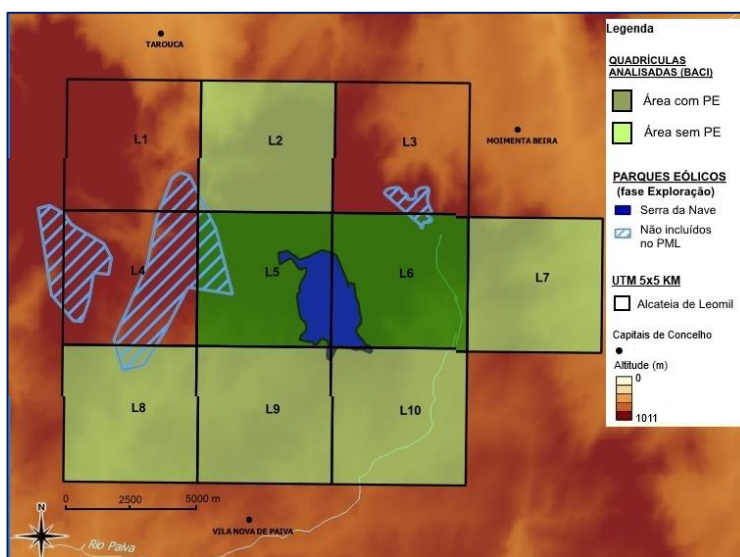 TAROUCA
L1
L2
L3
MOIMENTA BEIRA
L4
L5
L6
L7
L8
L9
L10
0 2500 5000 m
N
VILA NOVA DE PAIVA
Rio Paiva
Legenda
QUADRÍCULAS
ANALISADAS (BACI)
Área com PE
Área sem PE
PARQUES EÓLICOS
(fase Exploração)
Serra da Nave
Não incluídos
no PML
UTM 5x5 KM
Alcateia de Leomil
Capitais de Concelho
Altitude (m)
0
1011